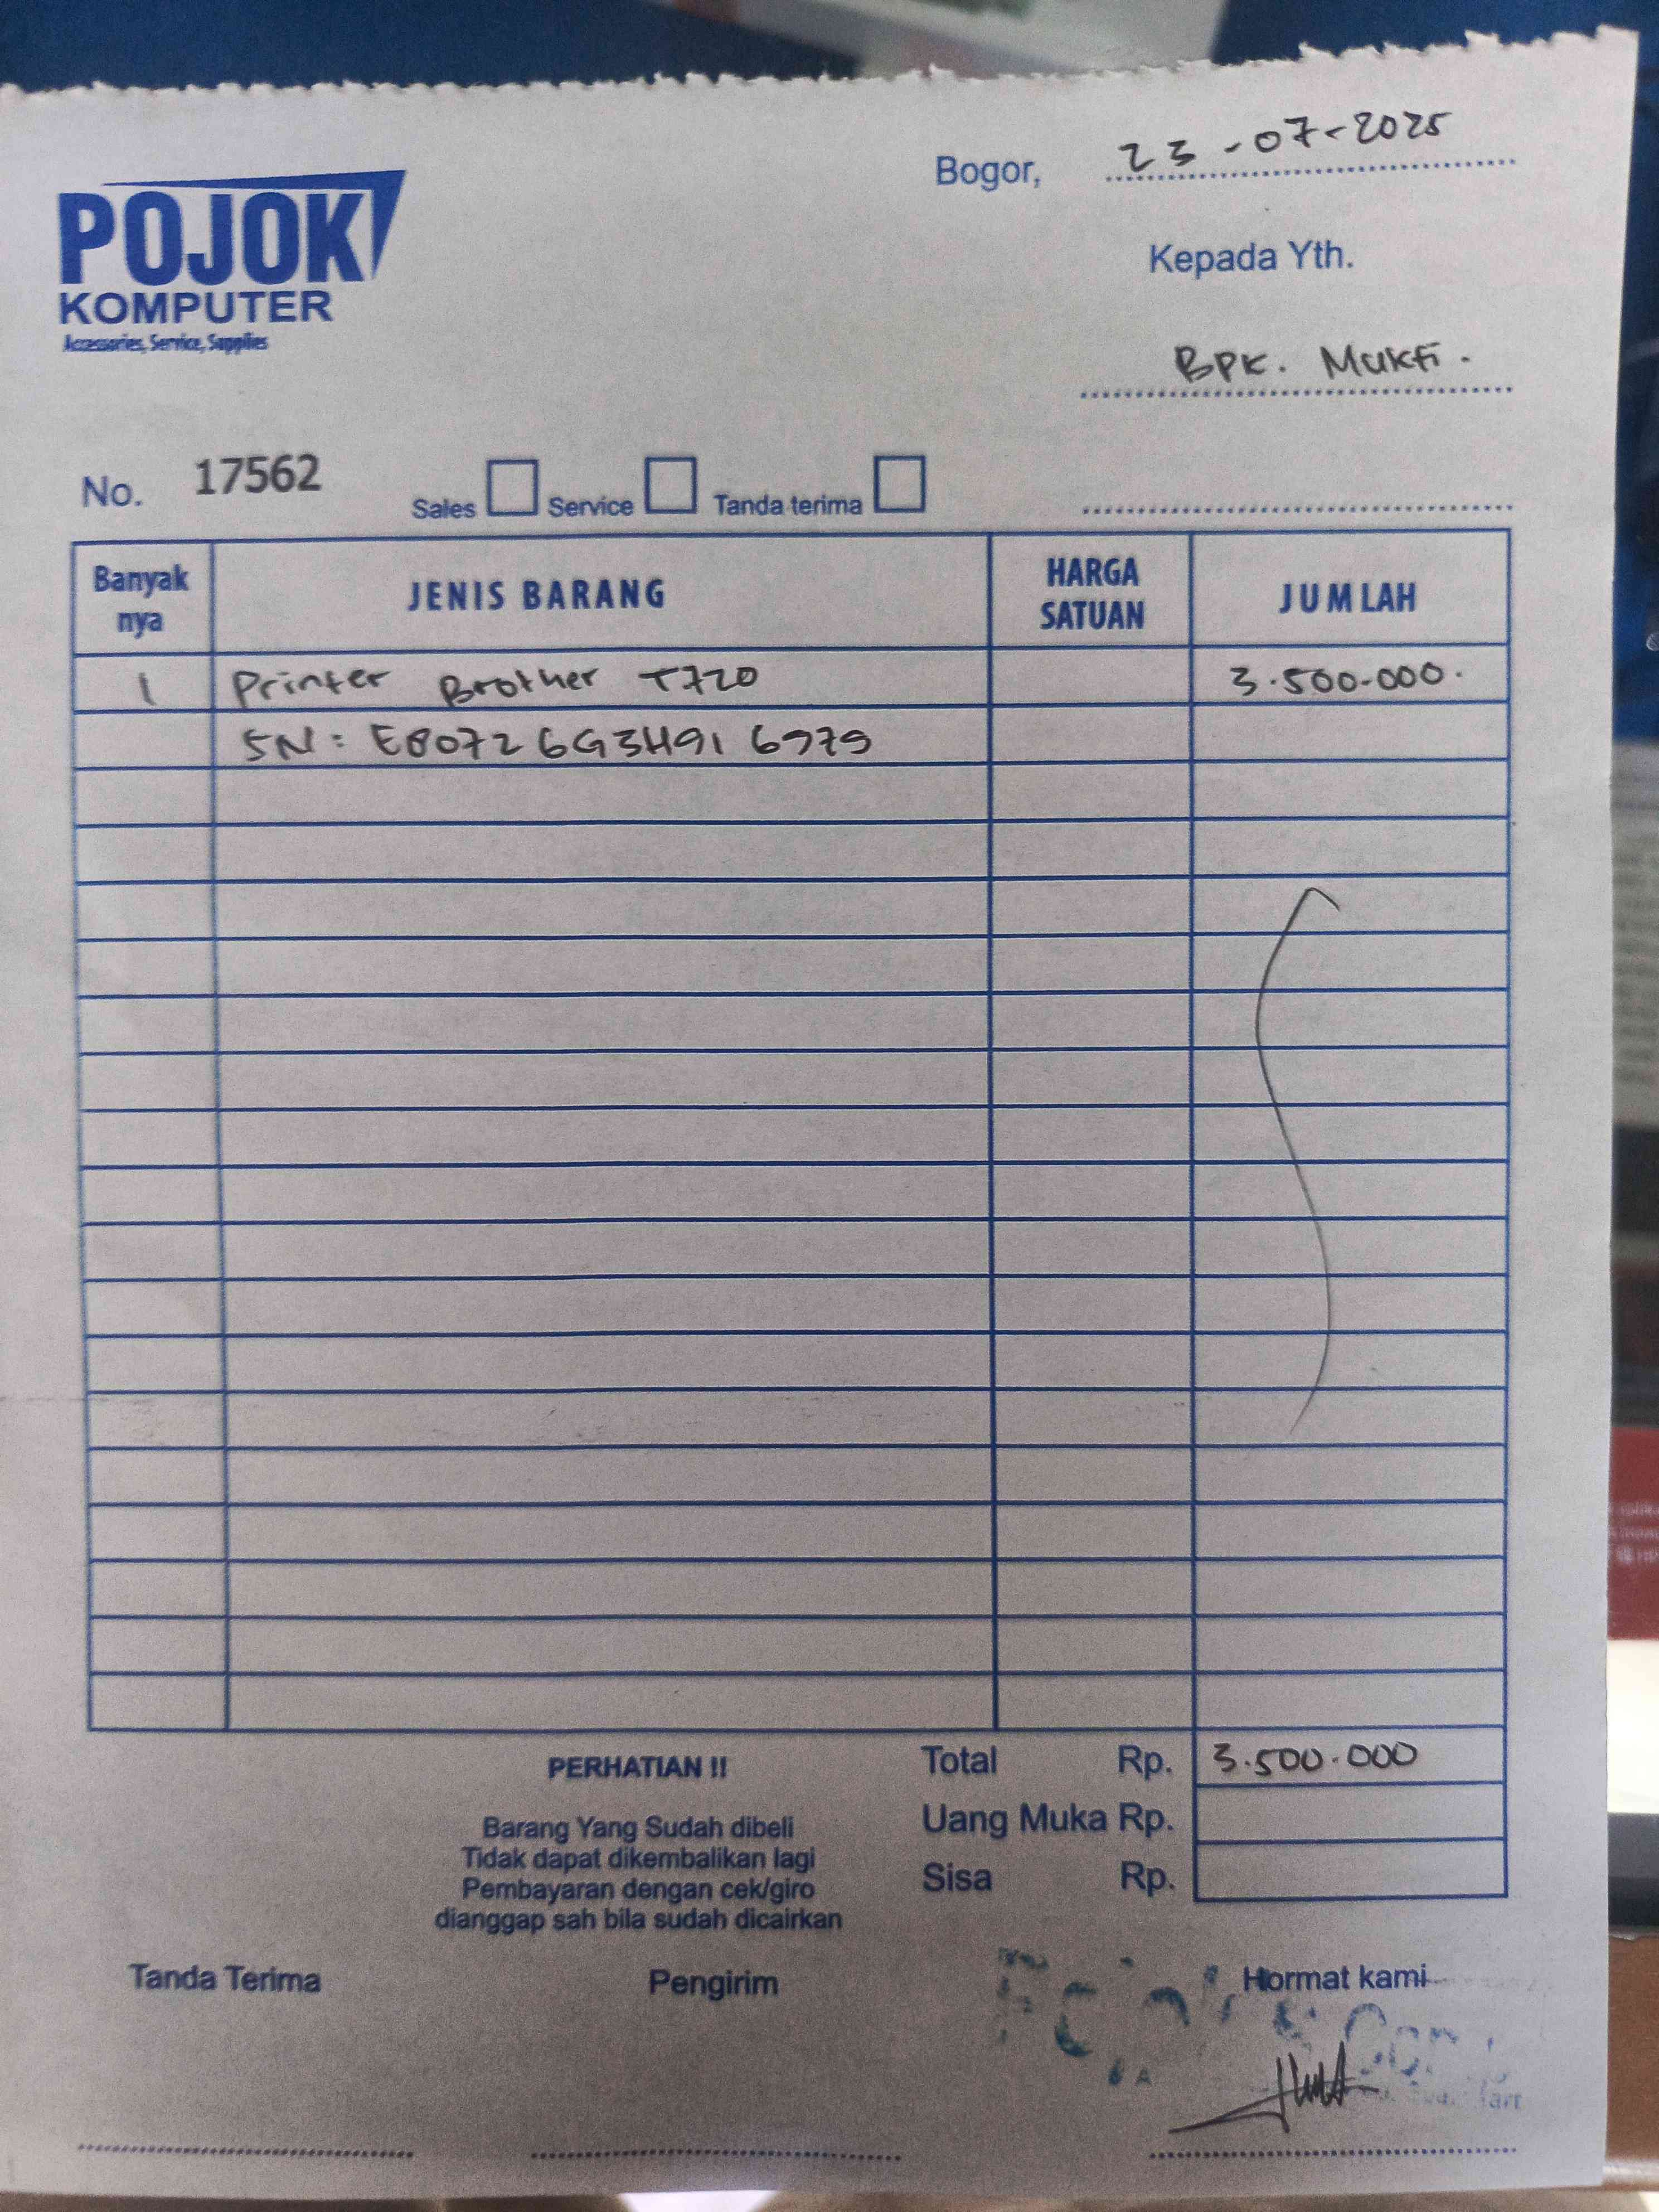 Bogor, 23-07-2025
POJOK
KOMPUTER
Accessories, Service, Supplies
Kepada Yth.
BPK. Mukti.
No. 17562 Sales Service Tanda terima
Banyak nya JENIS BARANG HARGA SATUAN JUMLAH
1 Printer Brother T720 3.500.000.
SN: E80726G3H916979
Total Rp. 3.500.000
Uang Muka Rp.
Sisa Rp.
PERHATIAN !!
Barang Yang Sudah dibeli
Tidak dapat dikembalikan lagi
Pembayaran dengan cek/giro
dianggap sah bila sudah dicairkan
Tanda Terima Pengirim Hormat kami